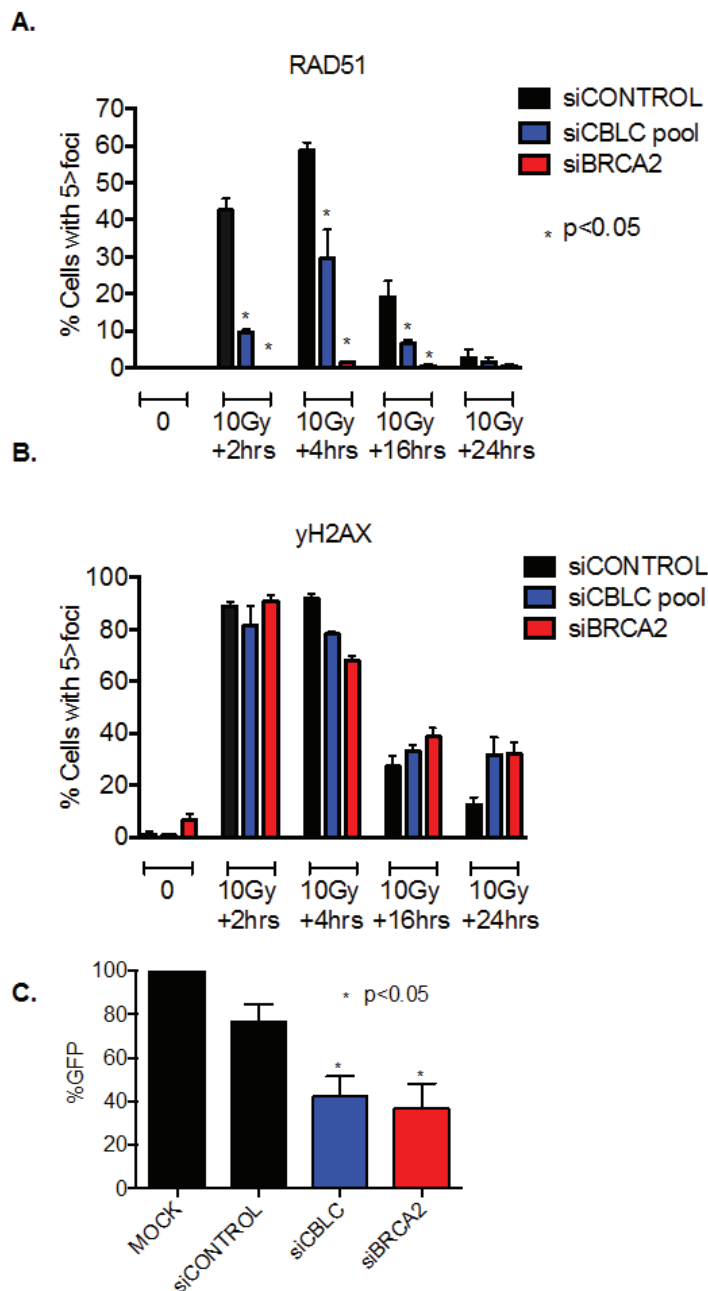 A.
RAD51
% Cells with 5>foci
70
60
50
40
30
20
10
0
siCONTROL
siCBLC pool
siBRCA2
* p<0.05
*
*
*
*
*
*
0
10Gy
+2hrs
10Gy
+4hrs
10Gy
+16hrs
10Gy
+24hrs
B.
yH2AX
% Cells with 5>foci
100
80
60
40
20
0
siCONTROL
siCBLC pool
siBRCA2
0
10Gy
+2hrs
10Gy
+4hrs
10Gy
+16hrs
10Gy
+24hrs
C.
%GFP
100
80
60
40
20
0
* p<0.05
*
*
MOCK
siCONTROL
siCBLC
siBRCA2